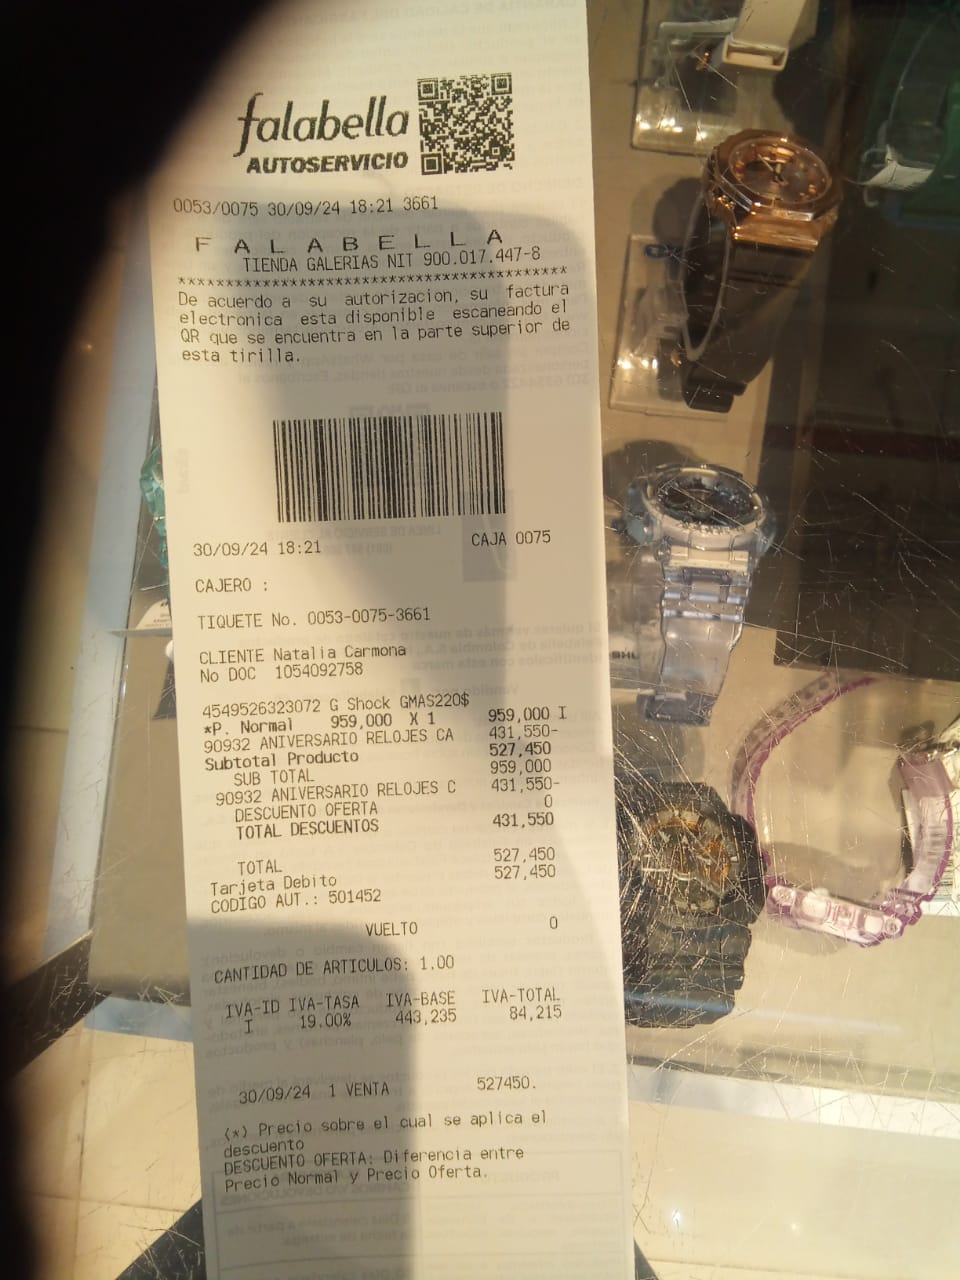 falabella
AUTOSERVICIO
0053/0075 30/09/24 18:21 3661
F A L A B E L L A
TIENDA GALERIAS NIT 900.017.447-8
****************************************
De acuerdo a su autorizacion, su factura
electronica esta disponible escaneando el
QR que se encuentra en la parte superior de
esta tirilla.
30/09/24 18:21 CAJA 0075
CAJERO :
TIQUETE No. 0053-0075-3661
CLIENTE Natalia Carmona
No DOC 1054092758
4549526323072 G Shock GMAS220$
*P. Normal 959,000 X 1 959,000 I
90932 ANIVERSARIO RELOJES CA 431,550-
Subtotal Producto 527,450
SUB TOTAL 959,000
90932 ANIVERSARIO RELOJES C 431,550-
DESCUENTO OFERTA 0
TOTAL DESCUENTOS 431,550
TOTAL 527,450
Tarjeta Debito 527,450
CODIGO AUT.: 501452
VUELTO 0
CANTIDAD DE ARTICULOS: 1.00
IVA-ID IVA-TASA IVA-BASE IVA-TOTAL
I 19.00% 443,235 84,215
30/09/24 1 VENTA 527450.
(*) Precio sobre el cual se aplica el
descuento
DESCUENTO OFERTA: Diferencia entre
Precio Normal y Precio Oferta.